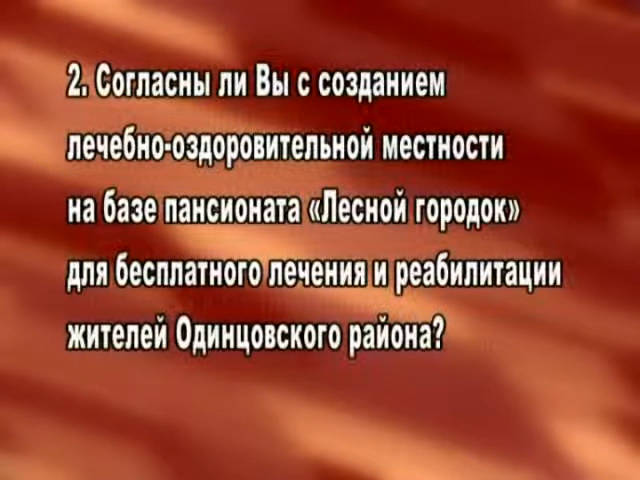 2. Согласны ли Вы с созданием
лечебно-оздоровительной местности
на базе пансионата «Лесной городок»
для бесплатного лечения и реабилитации
жителей Одинцовского района?